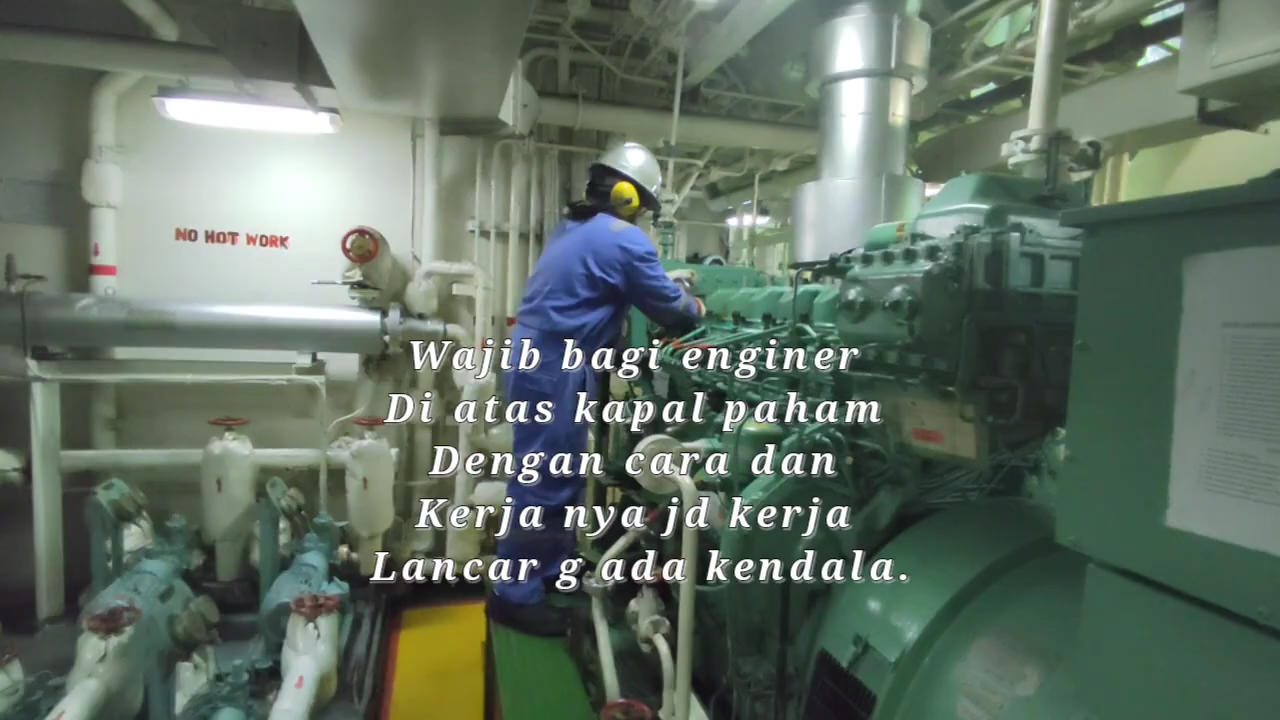 NO HOT WORK
Wajib bagi enginer
Di atas kapal paham
Dengan cara dan
Kerja nya jd kerja
Lancar g ada kendala.